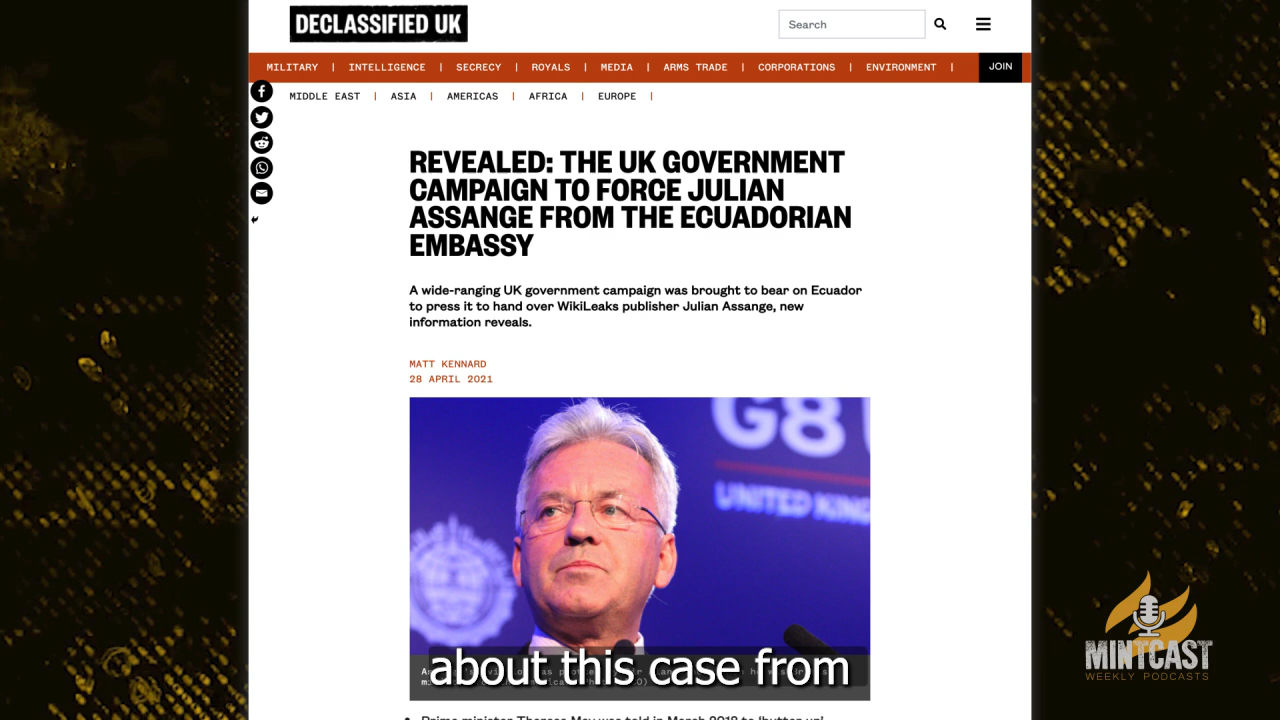 DECLASSIFIED UK
Search
MILITARY | INTELLIGENCE | SECRECY | ROYALS | MEDIA | ARMS TRADE | CORPORATIONS | ENVIRONMENT |
JOIN
MIDDLE EAST | ASIA | AMERICAS | AFRICA | EUROPE |
REVEALED: THE UK GOVERNMENT
CAMPAIGN TO FORCE JULIAN
ASSANGE FROM THE ECUADORIAN
EMBASSY
A wide-ranging UK government campaign was brought to bear on Ecuador
to press it to hand over WikiLeaks publisher Julian Assange, new
information reveals.
MATT KENNARD
28 APRIL 2021
G8
UNITED KING
about this case from
MINTCAST
WEEKLY PODCASTS